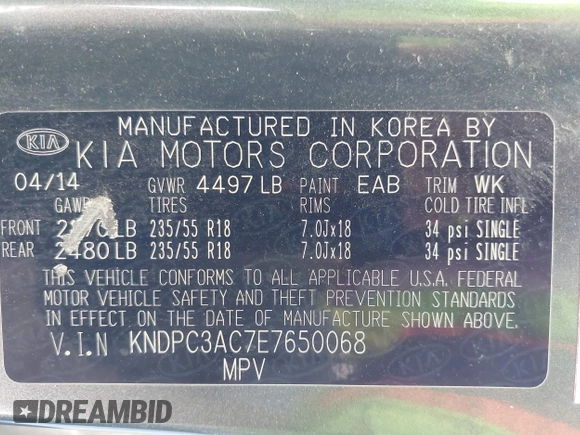 MANUFACTURED IN KOREA BY
KIA KIA MOTORS CORPORATION
04/14 GVWR 4497 LB PAINT EAB TRIM WK
GAWR TIRES RIMS COLD TIRE INFL.
FRONT LB 235/55 R18 7.0Jx18 34 psi SINGLE
REAR 2480 LB 235/55 R18 7.0Jx18 34 psi SINGLE
THIS VEHICLE CONFORMS TO ALL APPLICABLE U.S.A. FEDERAL
MOTOR VEHICLE SAFETY AND THEFT PREVENTION STANDARDS
IN EFFECT ON THE DATE OF MANUFACTURE SHOWN ABOVE.
V.I.N KNDPC3AC7E7650068
MPV
DREAMBID